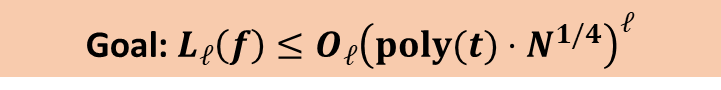 Goal: L_ℓ(f) ≤ O_ℓ(poly(t) · N^{1/4})^ℓ